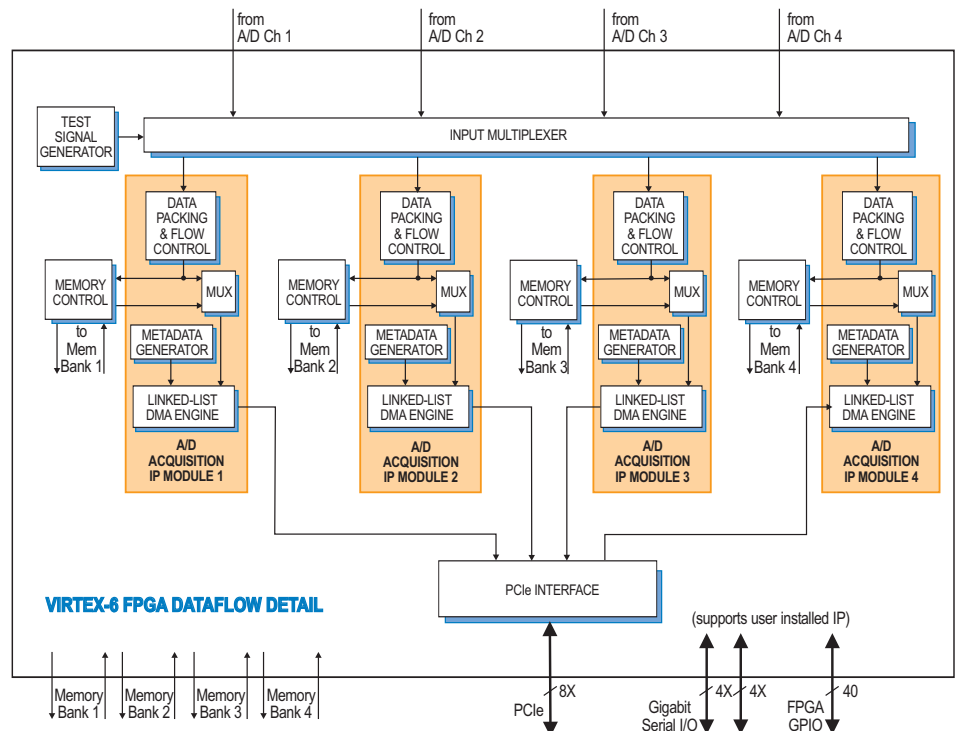 from
A/D Ch 1
from
A/D Ch 2
from
A/D Ch 3
from
A/D Ch 4
TEST
SIGNAL
GENERATOR
INPUT MULTIPLEXER
DATA
PACKING
& FLOW
CONTROL
DATA
PACKING
& FLOW
CONTROL
DATA
PACKING
& FLOW
CONTROL
DATA
PACKING
& FLOW
CONTROL
MEMORY
CONTROL
MUX
MEMORY
CONTROL
MUX
MEMORY
CONTROL
MUX
MEMORY
CONTROL
MUX
to
Mem
Bank 1
METADATA
GENERATOR
to
Mem
Bank 2
METADATA
GENERATOR
to
Mem
Bank 3
METADATA
GENERATOR
to
Mem
Bank 4
METADATA
GENERATOR
LINKED-LIST
DMA ENGINE
LINKED-LIST
DMA ENGINE
LINKED-LIST
DMA ENGINE
LINKED-LIST
DMA ENGINE
A/D
ACQUISITION
IP MODULE 1
A/D
ACQUISITION
IP MODULE 2
A/D
ACQUISITION
IP MODULE 3
A/D
ACQUISITION
IP MODULE 4
PCIe INTERFACE
VIRTEX-6 FPGA DATAFLOW DETAIL
(supports user installed IP)
Memory
Bank 1
Memory
Bank 2
Memory
Bank 3
Memory
Bank 4
8X
PCIe
4X
4X
Gigabit
Serial I/O
40
FPGA
GPIO